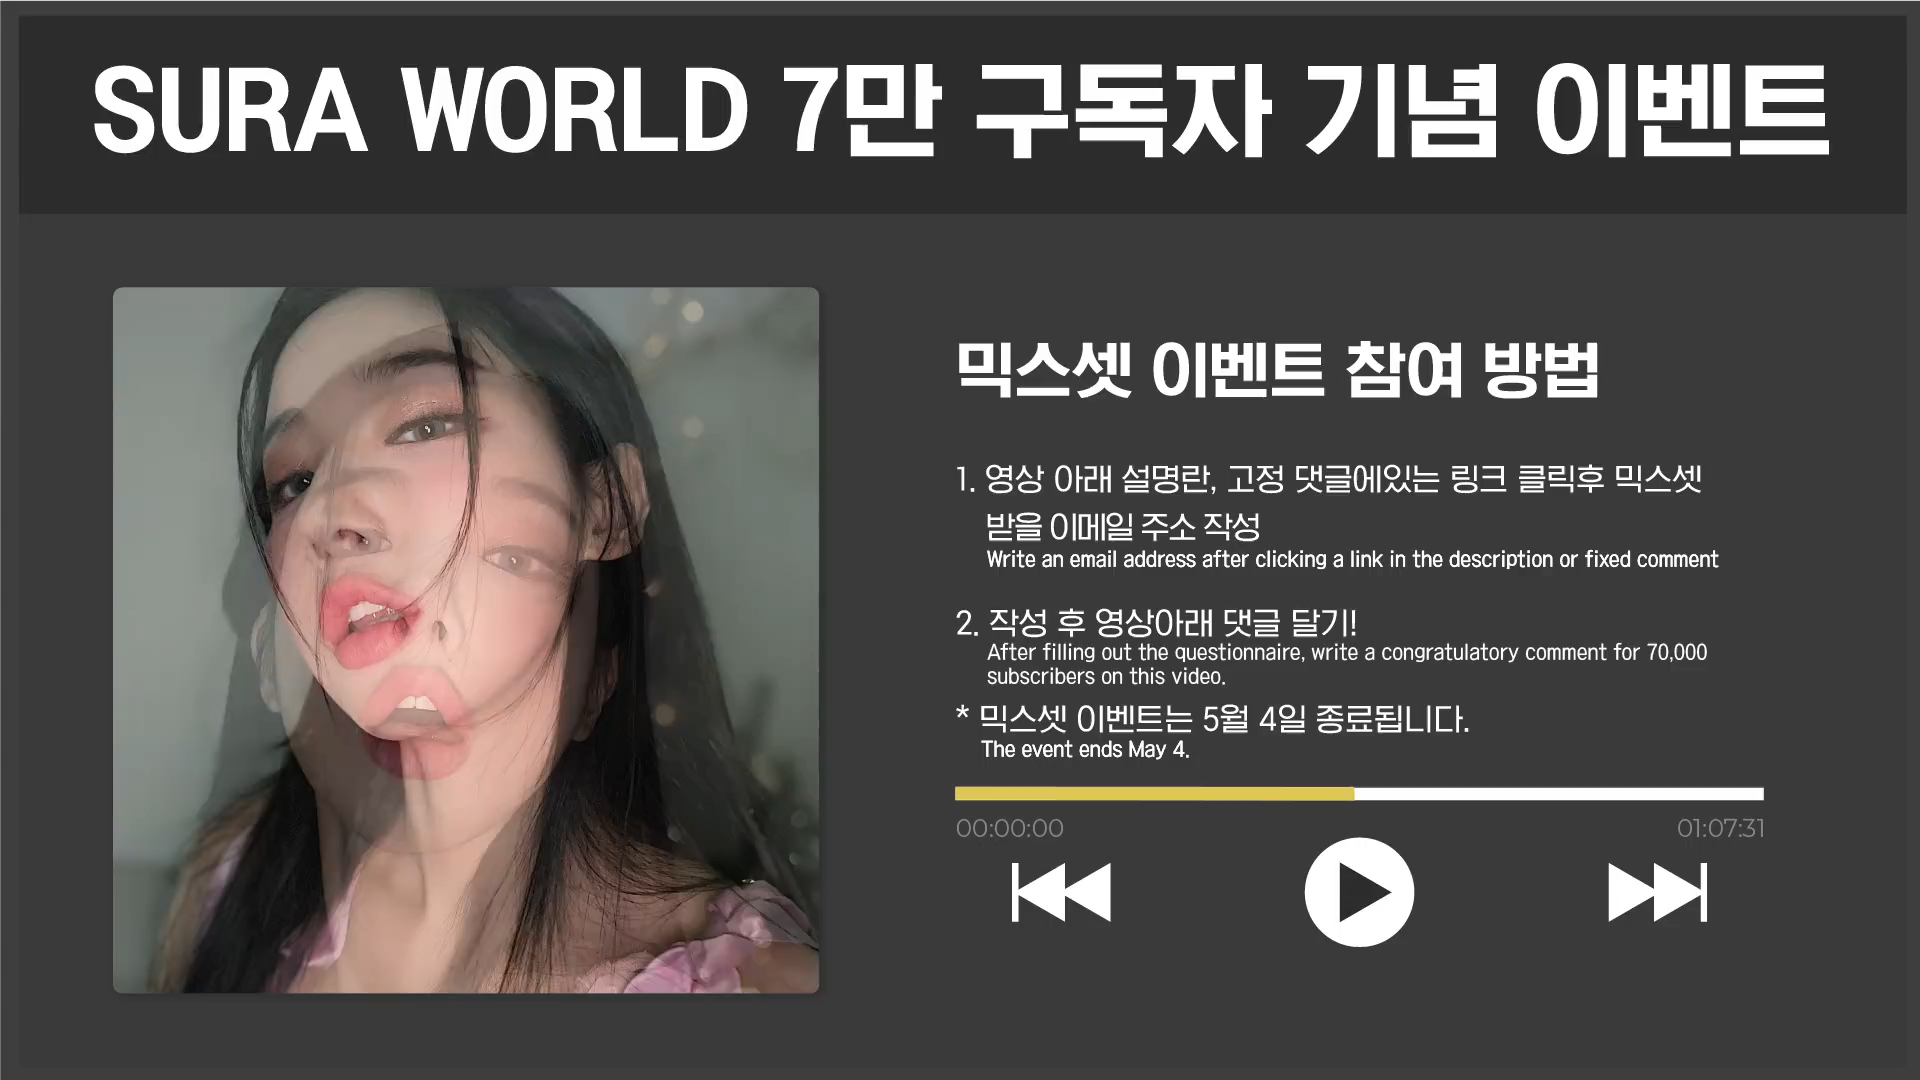 SURA WORLD 7만 구독자 기념 이벤트
믹스셋 이벤트 참여 방법
1. 영상 아래 설명란, 고정 댓글에있는 링크 클릭후 믹스셋
받을 이메일 주소 작성
Write an email address after clicking a link in the description or fixed comment
2. 작성 후 영상아래 댓글 달기!
After filling out the questionnaire, write a congratulatory comment for 70,000
subscribers on this video.
* 믹스셋 이벤트는 5월 4일 종료됩니다.
The event ends May 4.
00:00:00 01:07:31